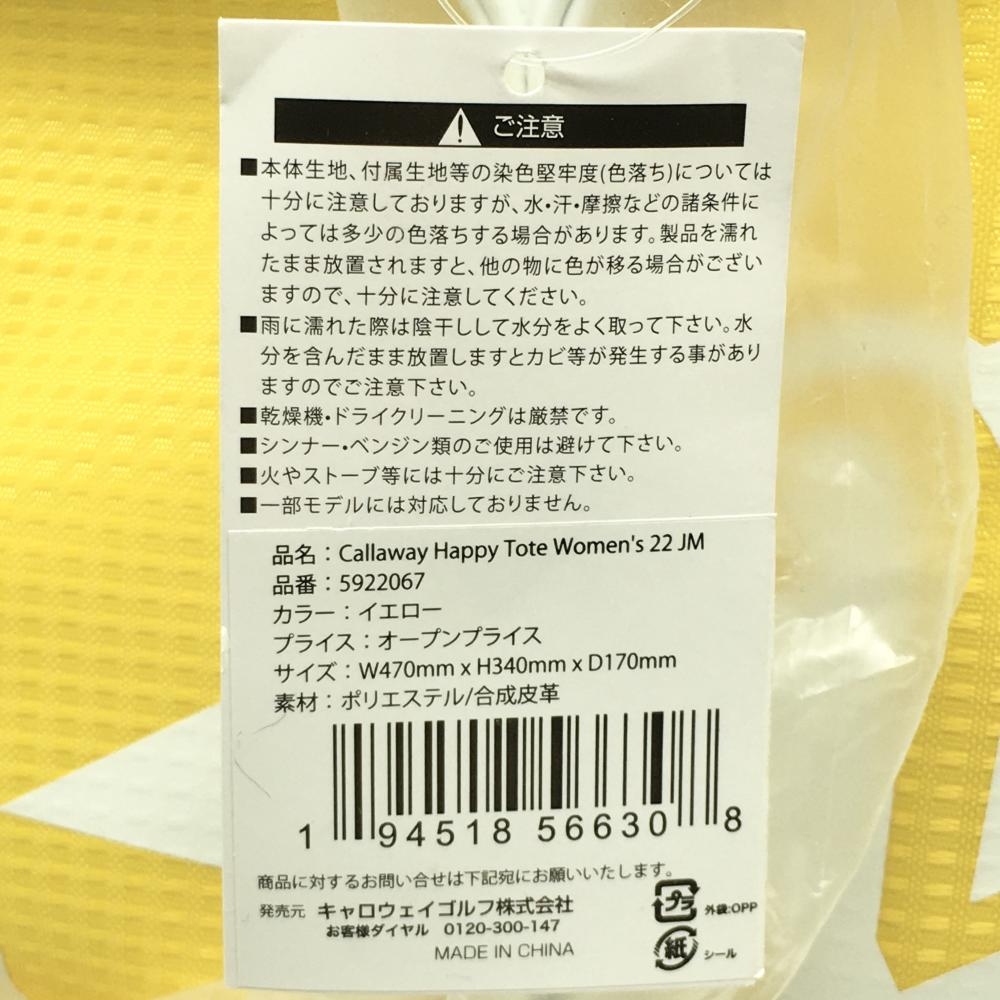 ご注意
■本体生地、付属生地等の染色堅牢度(色落ち)については
十分に注意しておりますが、水・汗・摩擦などの諸条件に
よっては多少の色落ちする場合があります。製品を濡れ
たまま放置されますと、他の物に色が移る場合がござい
ますので、十分に注意してください。
■雨に濡れた際は陰干しして水分をよく取って下さい。水
分を含んだまま放置しますとカビ等が発生する事があり
ますのでご注意下さい。
■乾燥機・ドライクリーニングは厳禁です。
■シンナー・ベンジン類のご使用は避けて下さい。
■火やストーブ等には十分にご注意下さい。
■一部モデルには対応しておりません。
品名：Callaway Happy Tote Women's 22 JM
品番：5922067
カラー：イエロー
プライス：オープンプライス
サイズ：W470mm x H340mm x D170mm
素材：ポリエステル/合成皮革
1 94518 56630 8
商品に対するお問い合せは下記宛にお願いいたします。
発売元 キャロウェイゴルフ株式会社
お客様ダイヤル 0120-300-147
MADE IN CHINA
プラ 外袋:OPP
紙 シール